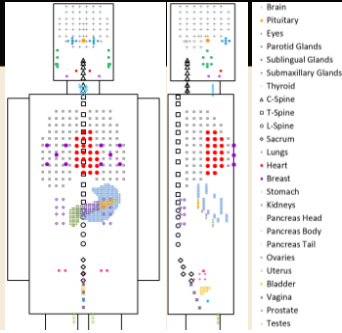 Brain
Pituitary
Eyes
Parotid Glands
Sublingual Glands
Submaxillary Glands
Thyroid
C-Spine
T-Spine
L-Spine
Sacrum
Lungs
Heart
Breast
Stomach
Kidneys
Pancreas Head
Pancreas Body
Pancreas Tail
Ovaries
Uterus
Bladder
Vagina
Prostate
Testes